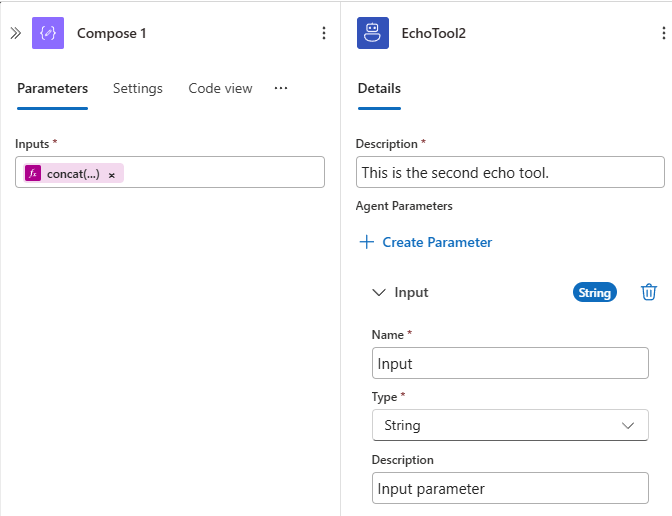 Compose 1
Parameters
Settings
Code view
Inputs *
fx concat(...) ×
EchoTool2
Details
Description *
This is the second echo tool.
Agent Parameters
+ Create Parameter
Input
String
Name *
Input
Type *
String
Description
Input parameter